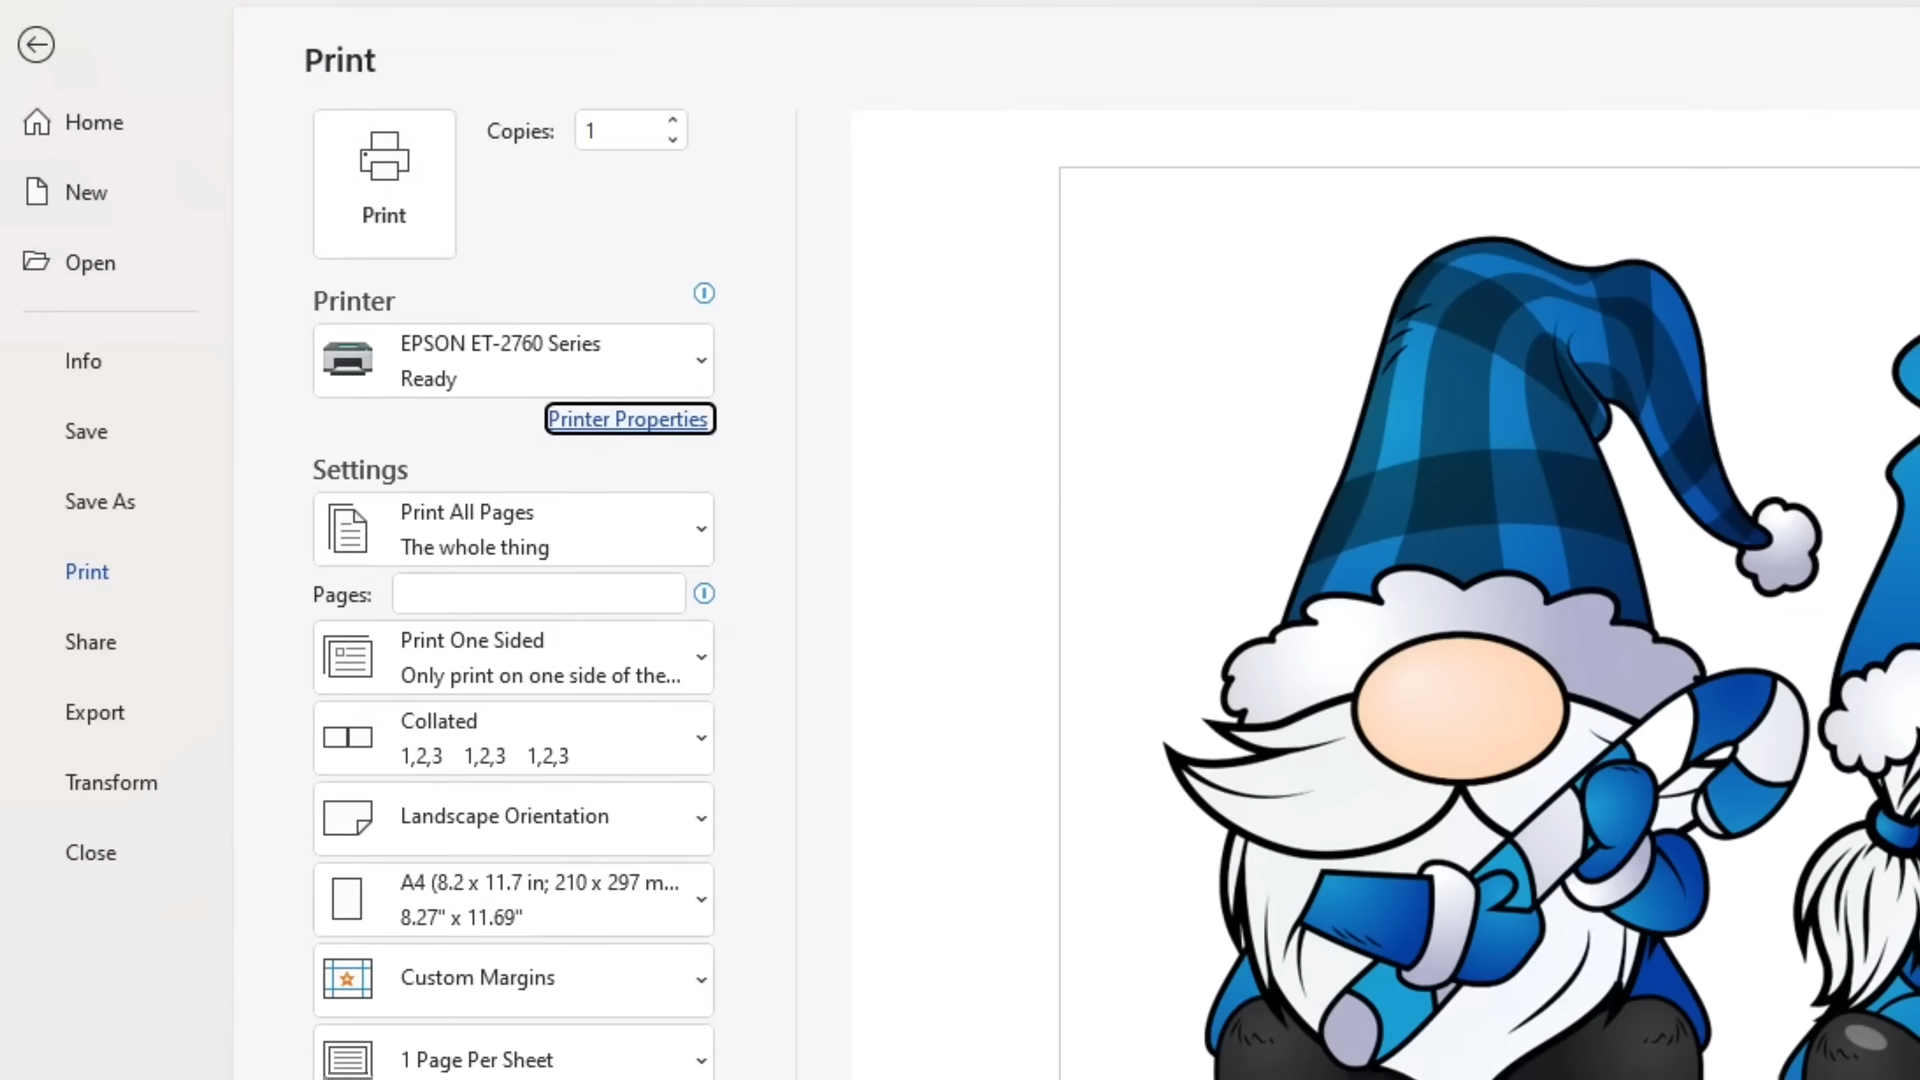 Print
Home
New
Open
Info
Save
Save As
Print
Share
Export
Transform
Close
Print
Copies: 1
Printer
EPSON ET-2760 Series
Ready
Printer Properties
Settings
Print All Pages
The whole thing
Pages:
Print One Sided
Only print on one side of the...
Collated
1,2,3 1,2,3 1,2,3
Landscape Orientation
A4 (8.2 x 11.7 in; 210 x 297 m...
8.27" x 11.69"
Custom Margins
1 Page Per Sheet